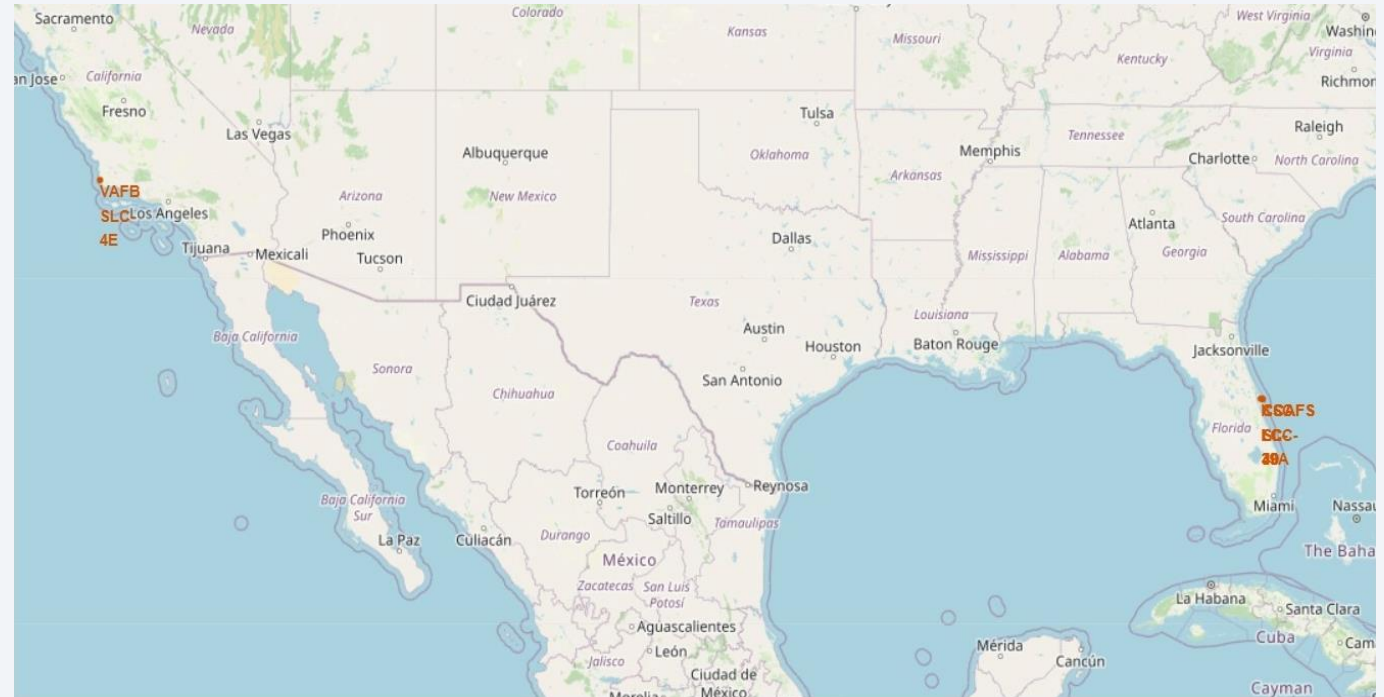 Sacramento
Nevada
Colorado
Kansas
Missouri
West Virginia
Washin
Virginia
Kentucky
Richmon
an Jose
California
Fresno
Las Vegas
Albuquerque
Tulsa
Oklahoma
Memphis
Tennessee
Raleigh
Charlotte
North Carolina
Arkansas
Arizona
New Mexico
VAFB
SLC-
4E
Los Angeles
Phoenix
Tucson
Tijuana
Mexicali
Dallas
Atlanta
South Carolina
Mississippi
Alabama
Georgia
Ciudad Juárez
Texas
Louisiana
Austin
Houston
Baton Rouge
Jacksonville
Baja California
Sonora
Chihuahua
San Antonio
Florida
Coahuila
Torreón
Monterrey
Reynosa
Miami
Nassau
Baja California
Sur
La Paz
Culiacán
Durango
Saltillo
Tamaulipas
México
The Baha
Zacatecas
San Luis
Potosí
La Habana
Santa Clara
Aguascalientes
Cuba
Cam
León
Jalisco
Mérida
Cancún
Ciudad de
México
Morelia
Cayman